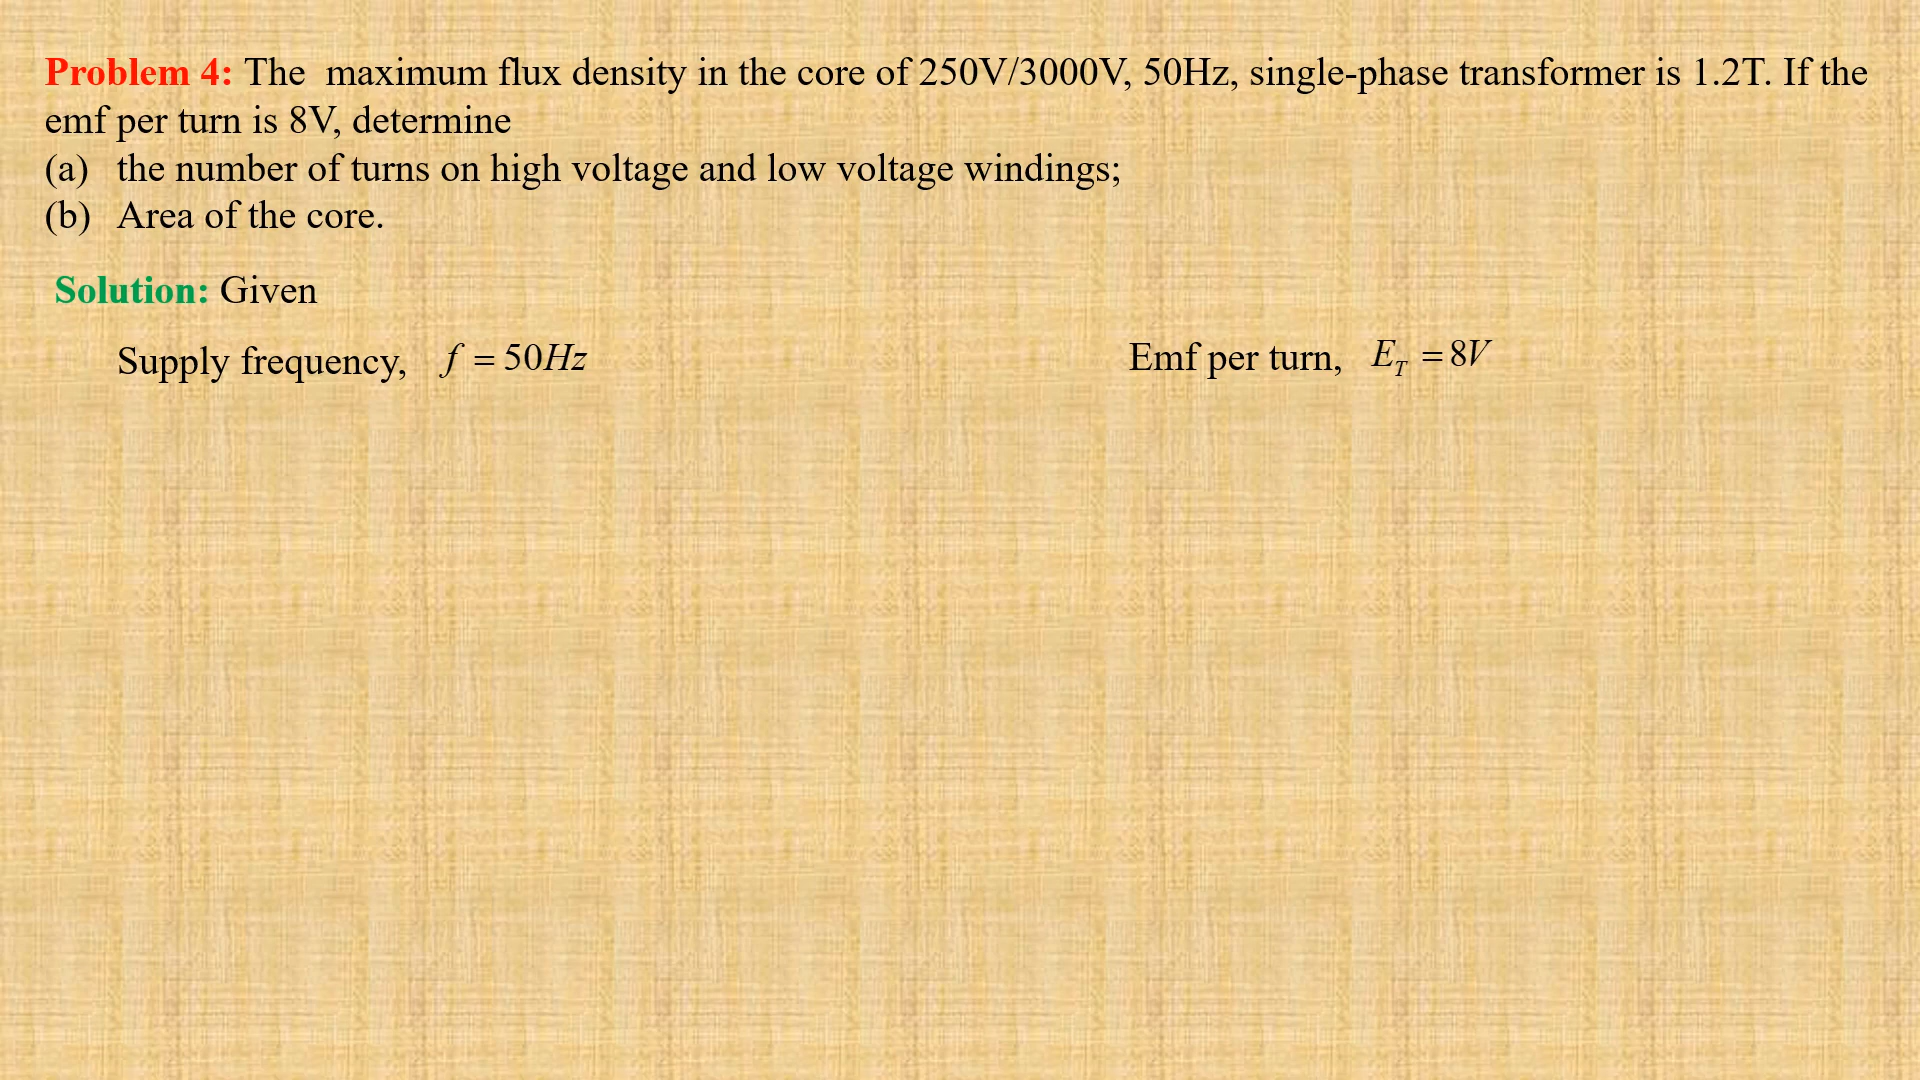 Problem 4: The maximum flux density in the core of 250V/3000V, 50Hz, single-phase transformer is 1.2T. If the
emf per turn is 8V, determine
(a) the number of turns on high voltage and low voltage windings;
(b) Area of the core.
Solution: Given
Supply frequency, f = 50Hz
Emf per turn, E_T = 8V